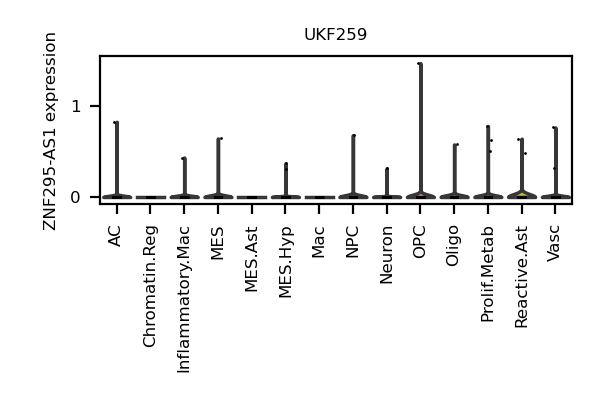 UKF259
ZNF295-AS1 expression
1
0
AC
Chromatin.Reg
Inflammatory.Mac
MES
MES.Ast
MES.Hyp
Mac
NPC
Neuron
OPC
Oligo
Prolif.Metab
Reactive.Ast
Vasc